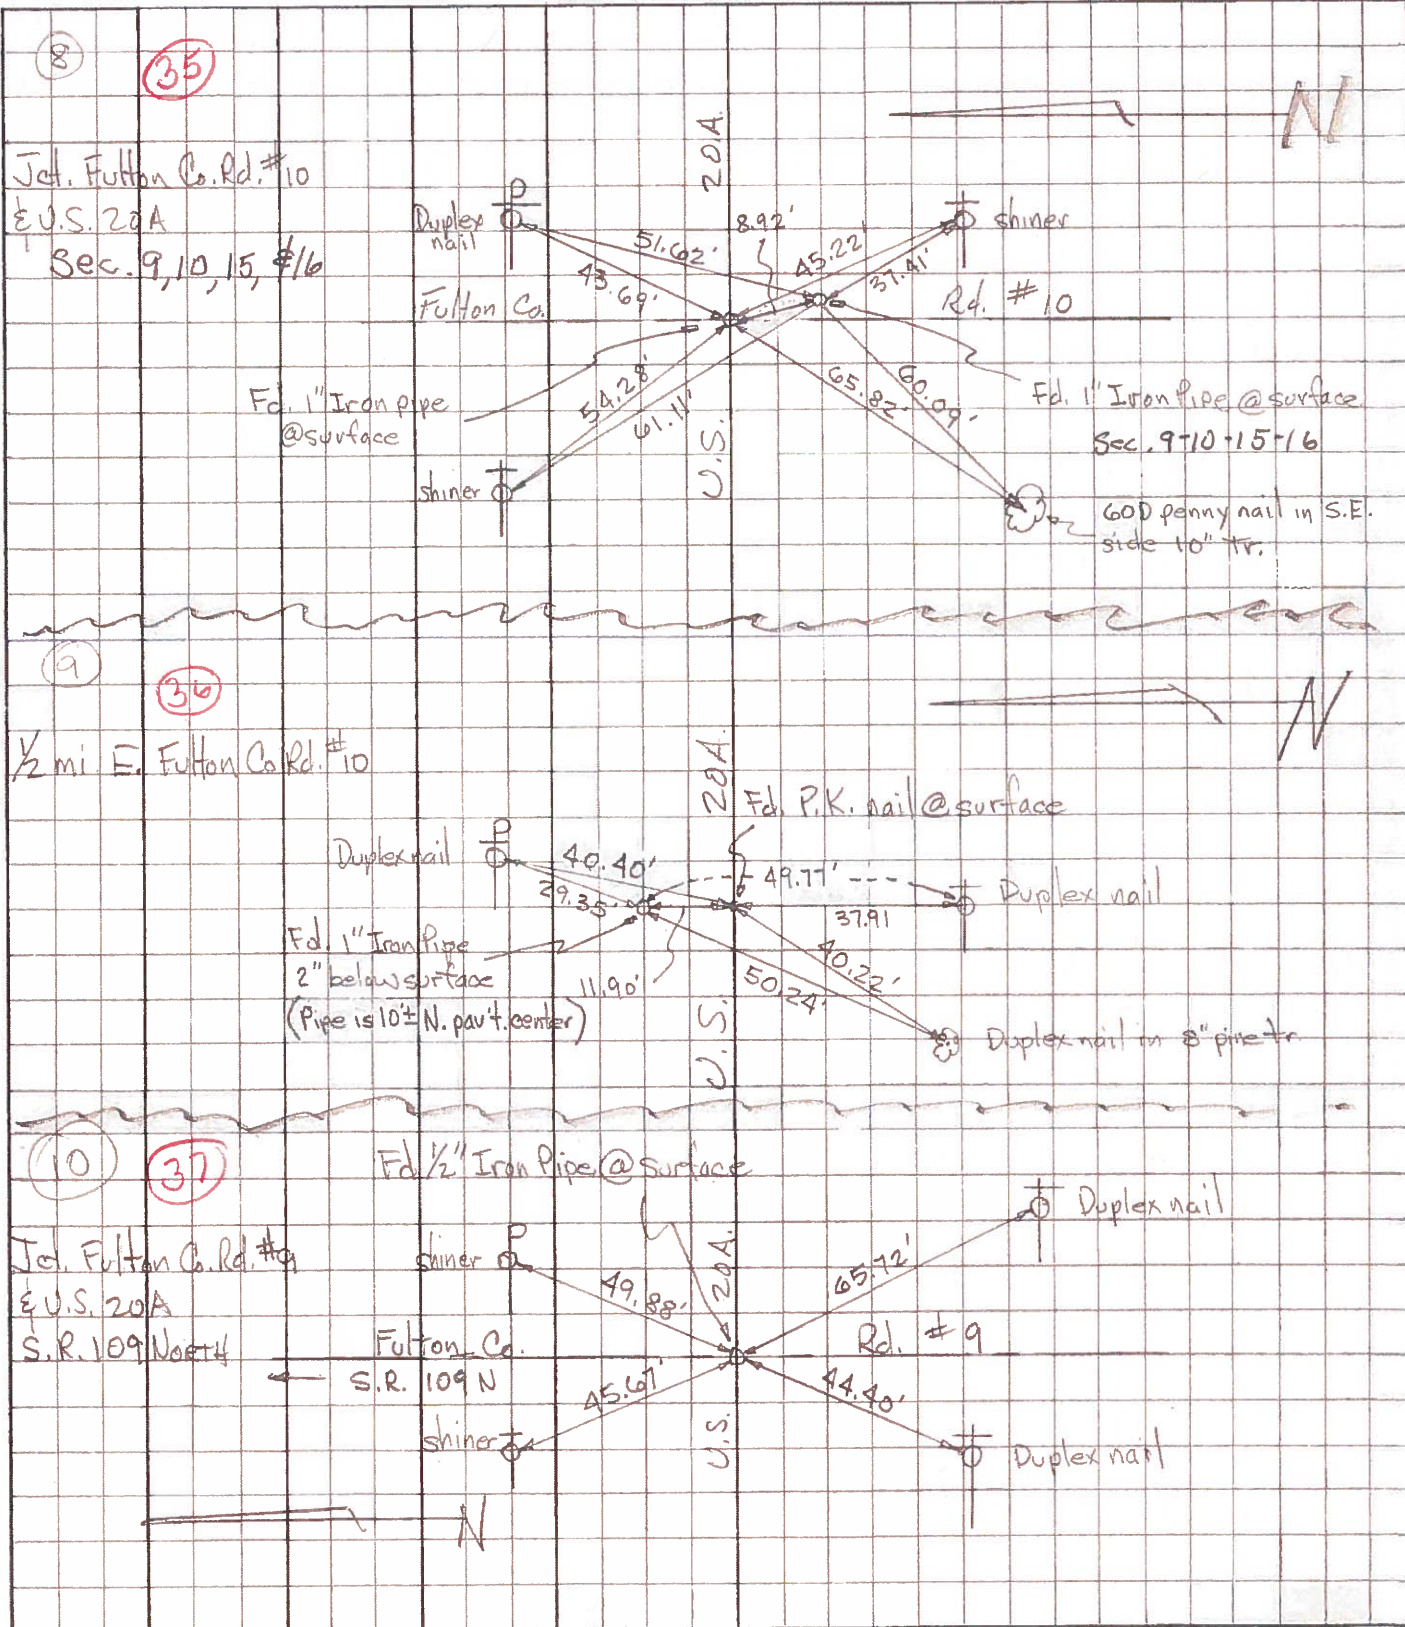 8
35
N
Jct. Fulton Co. Rd. #10
& U.S. 20A
Sec. 9, 10, 15, & 16
P
Duplex
nail
20A.
8.92'
shiner
51.62'
45.22'
43.69'
37.41'
Fulton Co.
Rd. #10
54.28'
61.11'
65.82'
60.09'
Fd. 1" Iron pipe
@surface
Fd. 1" Iron Pipe @ surface
Sec. 9-10-15-16
U.S.
shiner
60D penny nail in S.E.
side 10" tr.
9
36
N
1/2 mi E. Fulton Co Rd. #10
20A.
Fd. P.K. nail @ surface
P
Duplex nail
40.40'
49.77'
Duplex nail
29.35'
37.91
Fd. 1" Iron Pipe
2" below surface
(Pipe is 10'± N. pav't. center)
11.90'
40.22'
50.24'
U.S.
Duplex nail in 8" pine tr.
10
37
Fd 1/2" Iron Pipe @ Surface
Duplex nail
Jct. Fulton Co. Rd. #9
& U.S. 20A
S.R. 109 NORTH
P
shiner
20A.
49.88'
65.72'
Fulton Co.
Rd. #9
S.R. 109 N
45.67'
44.40'
shiner
U.S.
Duplex nail
N